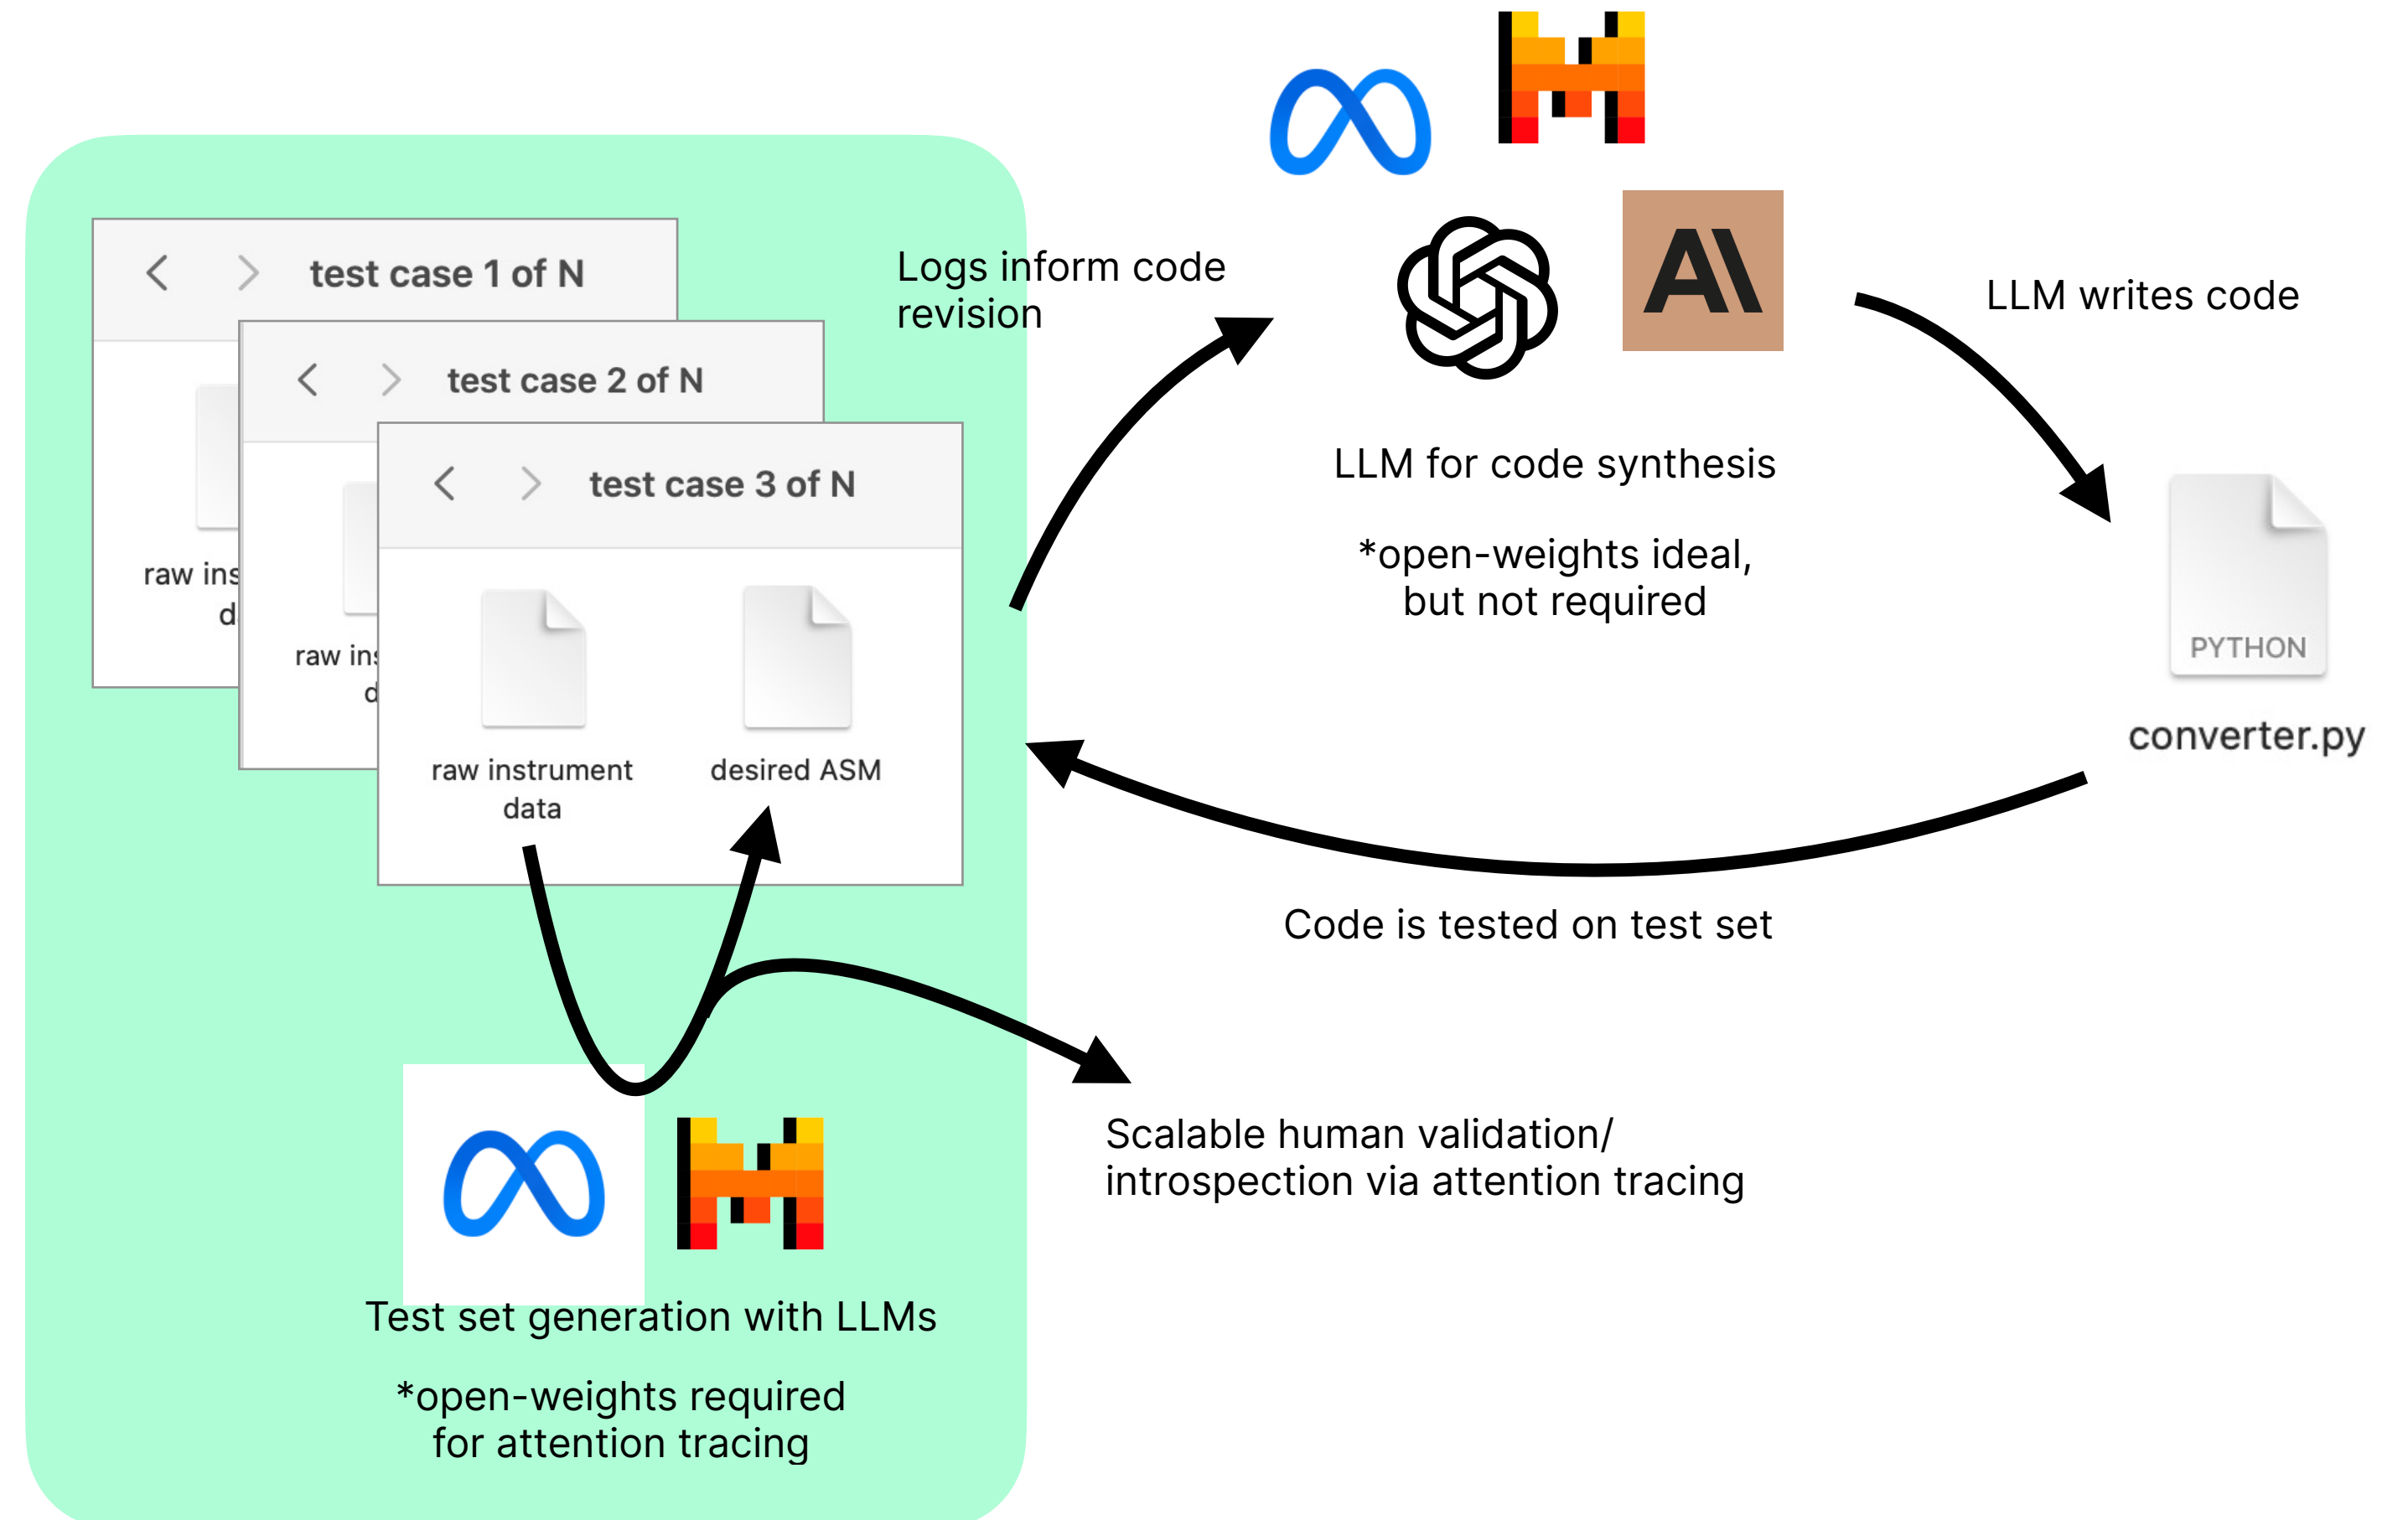 test case 1 of N
raw ins
d
test case 2 of N
raw ins
d
test case 3 of N
raw instrument
data
desired ASM
Test set generation with LLMs
*open-weights required
for attention tracing
Logs inform code
revision
LLM for code synthesis
*open-weights ideal,
but not required
LLM writes code
PYTHON
converter.py
Code is tested on test set
Scalable human validation/
introspection via attention tracing